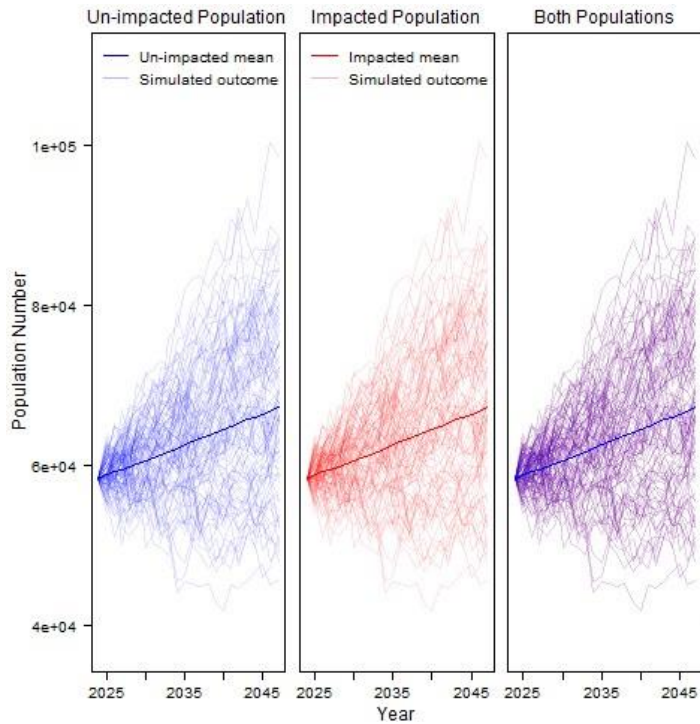 Un-impacted Population
Impacted Population
Both Populations
Un-impacted mean
Simulated outcome
Impacted mean
Simulated outcome
Population Number
1e+05
8e+04
6e+04
4e+04
2025 2035 2045
2025 2035 2045
2025 2035 2045
Year